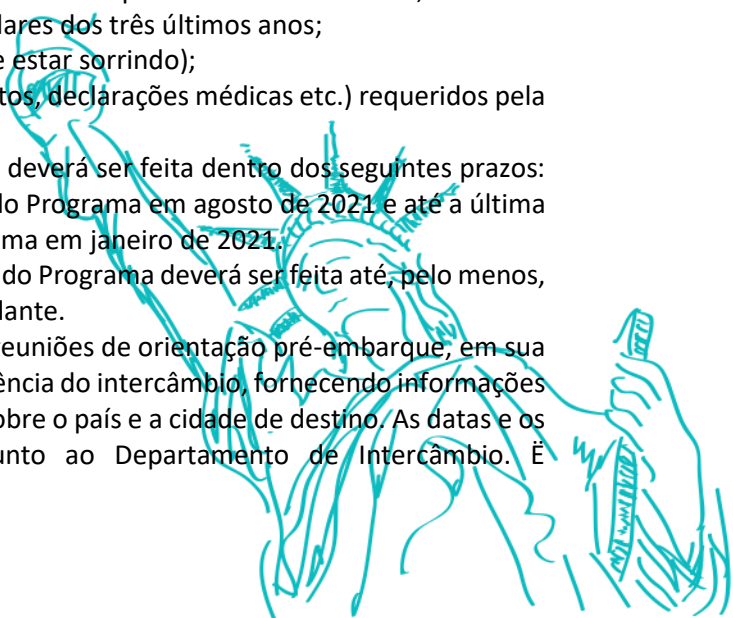 lares dos três últimos anos;
e estar sorrindo);
tos, declarações médicas etc.) requeridos pela
deverá ser feita dentro dos seguintes prazos:
do Programa em agosto de 2021 e até a última
ma em janeiro de 2021.
do Programa deverá ser feita até, pelo menos,
dante.
reuniões de orientação pré-embarque, em sua
ência do intercâmbio, fornecendo informações
obre o país e a cidade de destino. As datas e os
unto ao Departamento de Intercâmbio. Ë